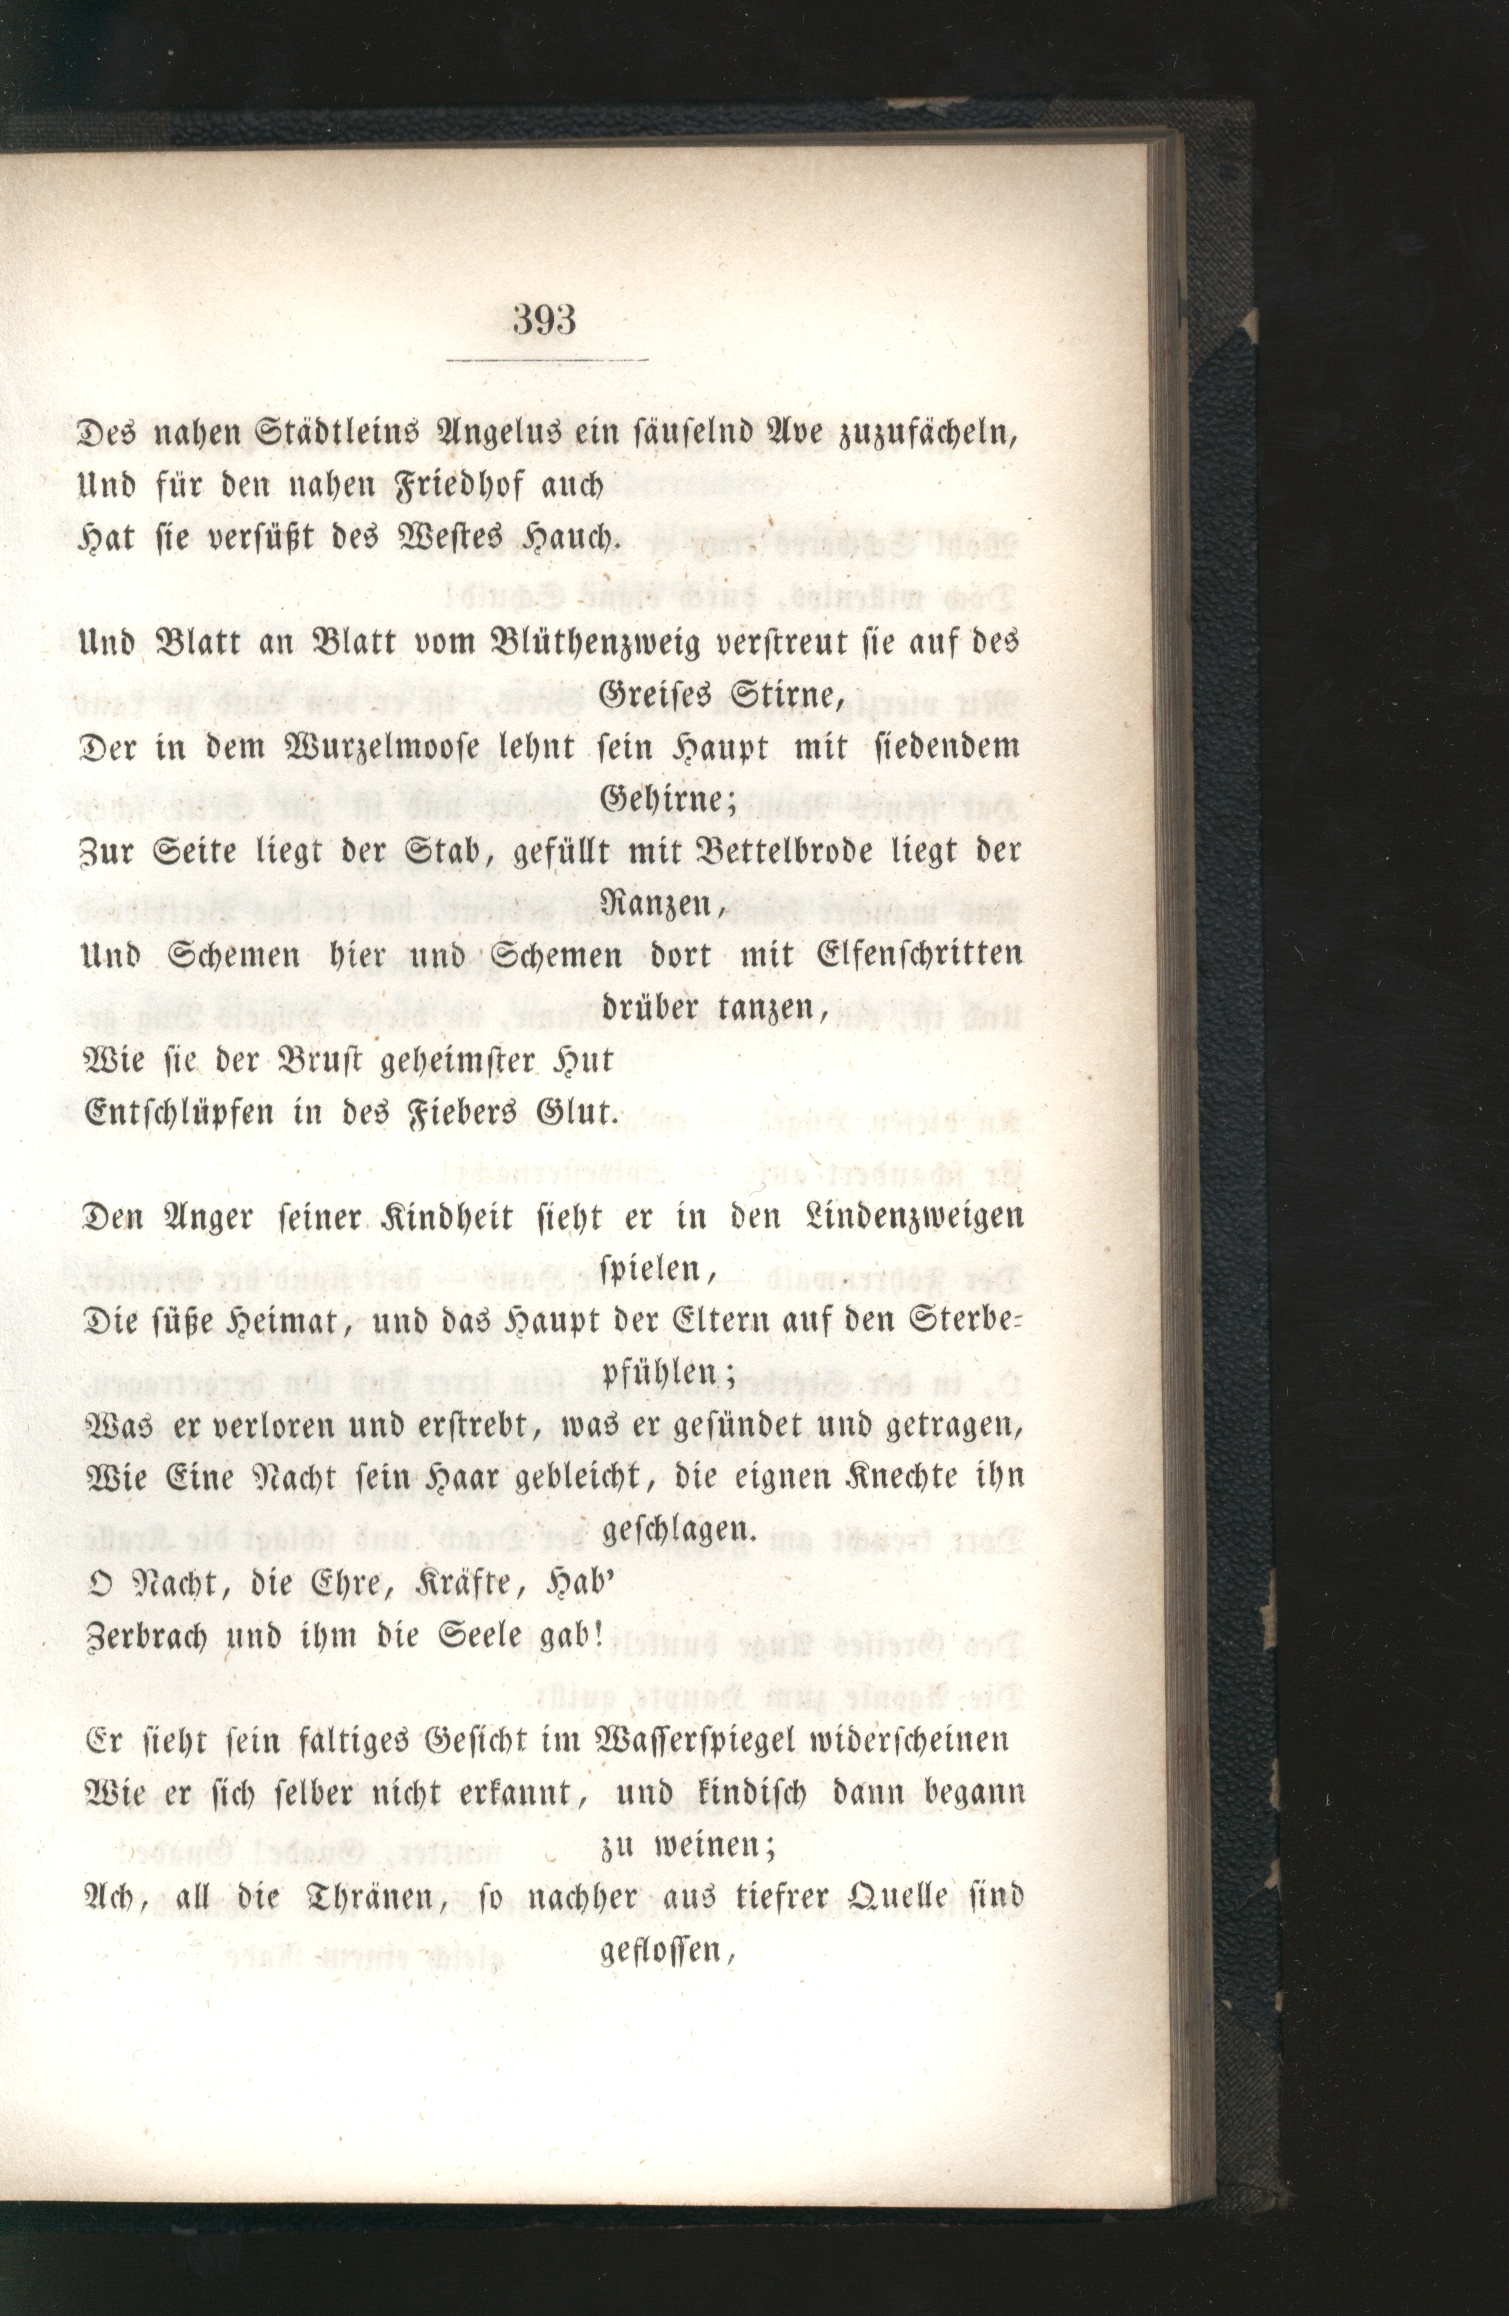 393
Des nahen Städtleins Angelus ein säuselnd Ave zuzufächeln,
Und für den nahen Friedhof auch
Hat sie versüßt des Westes Hauch.
Und Blatt an Blatt vom Blüthenzweig verstreut sie auf des
Greises Stirne,
Der in dem Wurzelmoose lehnt sein Haupt mit siedendem
Gehirne;
Zur Seite liegt der Stab, gefüllt mit Bettelbrode liegt der
Ranzen,
Und Schemen hier und Schemen dort mit Elfenschritten
drüber tanzen,
Wie sie der Brust geheimster Hut
Entschlüpfen in des Fiebers Glut.
Den Anger seiner Kindheit sieht er in den Lindenzweigen
spielen,
Die süße Heimat, und das Haupt der Eltern auf den Sterbe-
pfühlen;
Was er verloren und erstrebt, was er gesündet und getragen,
Wie Eine Nacht sein Haar gebleicht, die eignen Knechte ihn
geschlagen.
O Nacht, die Ehre, Kräfte, Hab'
Zerbrach und ihm die Seele gab!
Er sieht sein faltiges Gesicht im Wasserspiegel widerscheinen
Wie er sich selber nicht erkannt, und kindisch dann begann
zu weinen;
Ach, all die Thränen, so nachher aus tiefrer Quelle sind
geflossen,